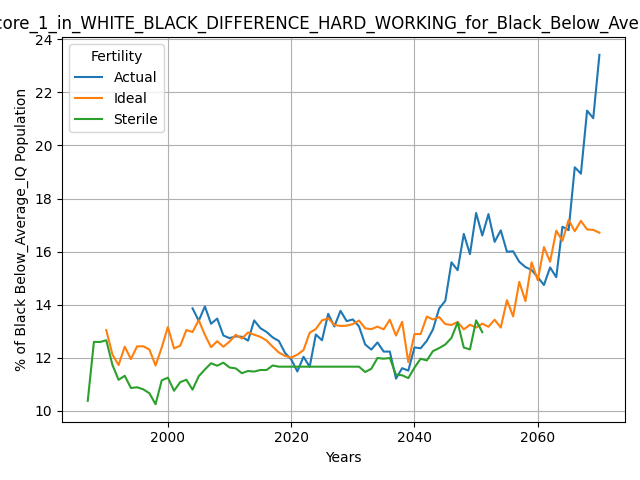 core_1_in_WHITE_BLACK_DIFFERENCE_HARD_WORKING_for_Black_Below_Ave
Fertility
Actual
Ideal
Sterile
% of Black Below_Average_IQ Population
24
22
20
18
16
14
12
10
2000
2020
2040
2060
Years